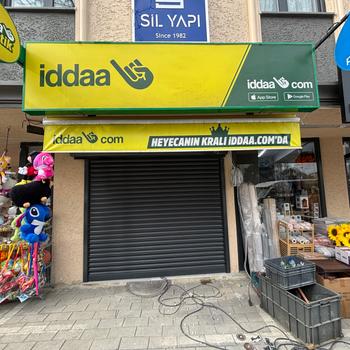 SiL YAPI
Since 1982
iddaa
iddaa com
App Store
Google Play
iddaa com
HEYECANIN KRALI IDDAA.COM'DA